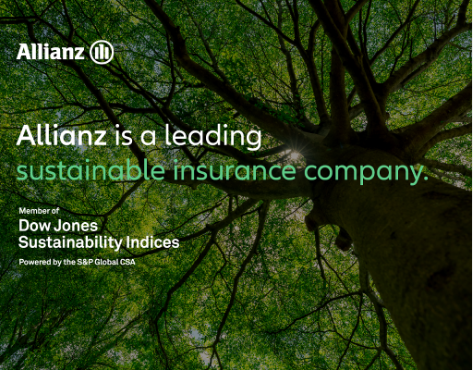 Allianz
Allianz is a leading
sustainable insurance company.
Member of
Dow Jones
Sustainability Indices
Powered by the S&P Global CSA